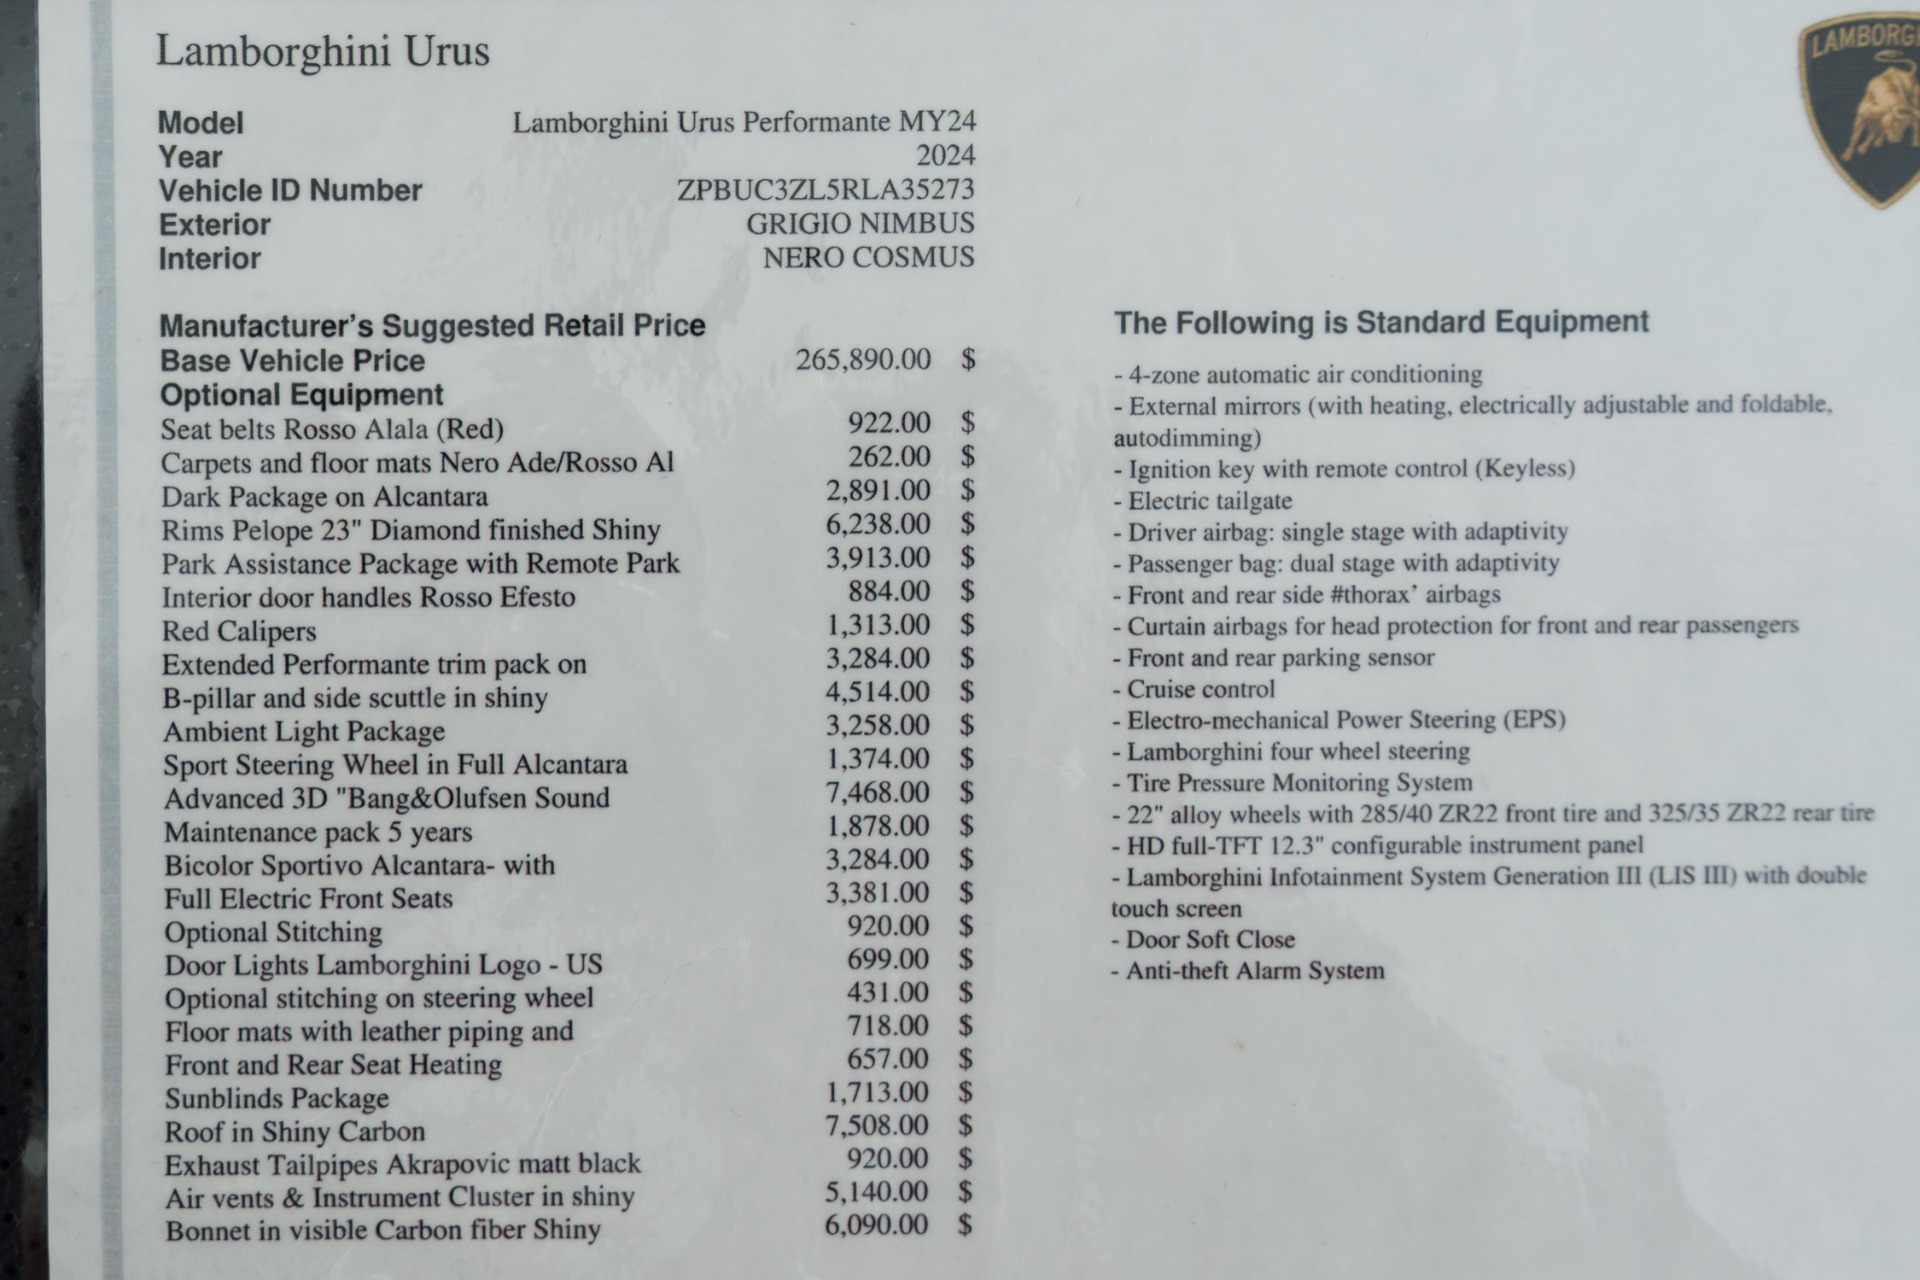 Lamborghini Urus
Model Lamborghini Urus Performante MY24
Year 2024
Vehicle ID Number ZPBUC3ZL5RLA35273
Exterior GRIGIO NIMBUS
Interior NERO COSMUS
Manufacturer's Suggested Retail Price
Base Vehicle Price 265,890.00 $
Optional Equipment
Seat belts Rosso Alala (Red) 922.00 $
Carpets and floor mats Nero Ade/Rosso Al 262.00 $
Dark Package on Alcantara 2,891.00 $
Rims Pelope 23" Diamond finished Shiny 6,238.00 $
Park Assistance Package with Remote Park 3,913.00 $
Interior door handles Rosso Efesto 884.00 $
Red Calipers 1,313.00 $
Extended Performante trim pack on 3,284.00 $
B-pillar and side scuttle in shiny 4,514.00 $
Ambient Light Package 3,258.00 $
Sport Steering Wheel in Full Alcantara 1,374.00 $
Advanced 3D "Bang&Olufsen Sound 7,468.00 $
Maintenance pack 5 years 1,878.00 $
Bicolor Sportivo Alcantara- with 3,284.00 $
Full Electric Front Seats 3,381.00 $
Optional Stitching 920.00 $
Door Lights Lamborghini Logo - US 699.00 $
Optional stitching on steering wheel 431.00 $
Floor mats with leather piping and 718.00 $
Front and Rear Seat Heating 657.00 $
Sunblinds Package 1,713.00 $
Roof in Shiny Carbon 7,508.00 $
Exhaust Tailpipes Akrapovic matt black 920.00 $
Air vents & Instrument Cluster in shiny 5,140.00 $
Bonnet in visible Carbon fiber Shiny 6,090.00 $
LAMBORG
The Following is Standard Equipment
- 4-zone automatic air conditioning
- External mirrors (with heating, electrically adjustable and foldable,
autodimming)
- Ignition key with remote control (Keyless)
- Electric tailgate
- Driver airbag: single stage with adaptivity
- Passenger bag: dual stage with adaptivity
- Front and rear side #thorax' airbags
- Curtain airbags for head protection for front and rear passengers
- Front and rear parking sensor
- Cruise control
- Electro-mechanical Power Steering (EPS)
- Lamborghini four wheel steering
- Tire Pressure Monitoring System
- 22" alloy wheels with 285/40 ZR22 front tire and 325/35 ZR22 rear tire
- HD full-TFT 12.3" configurable instrument panel
- Lamborghini Infotainment System Generation III (LIS III) with double
touch screen
- Door Soft Close
- Anti-theft Alarm System